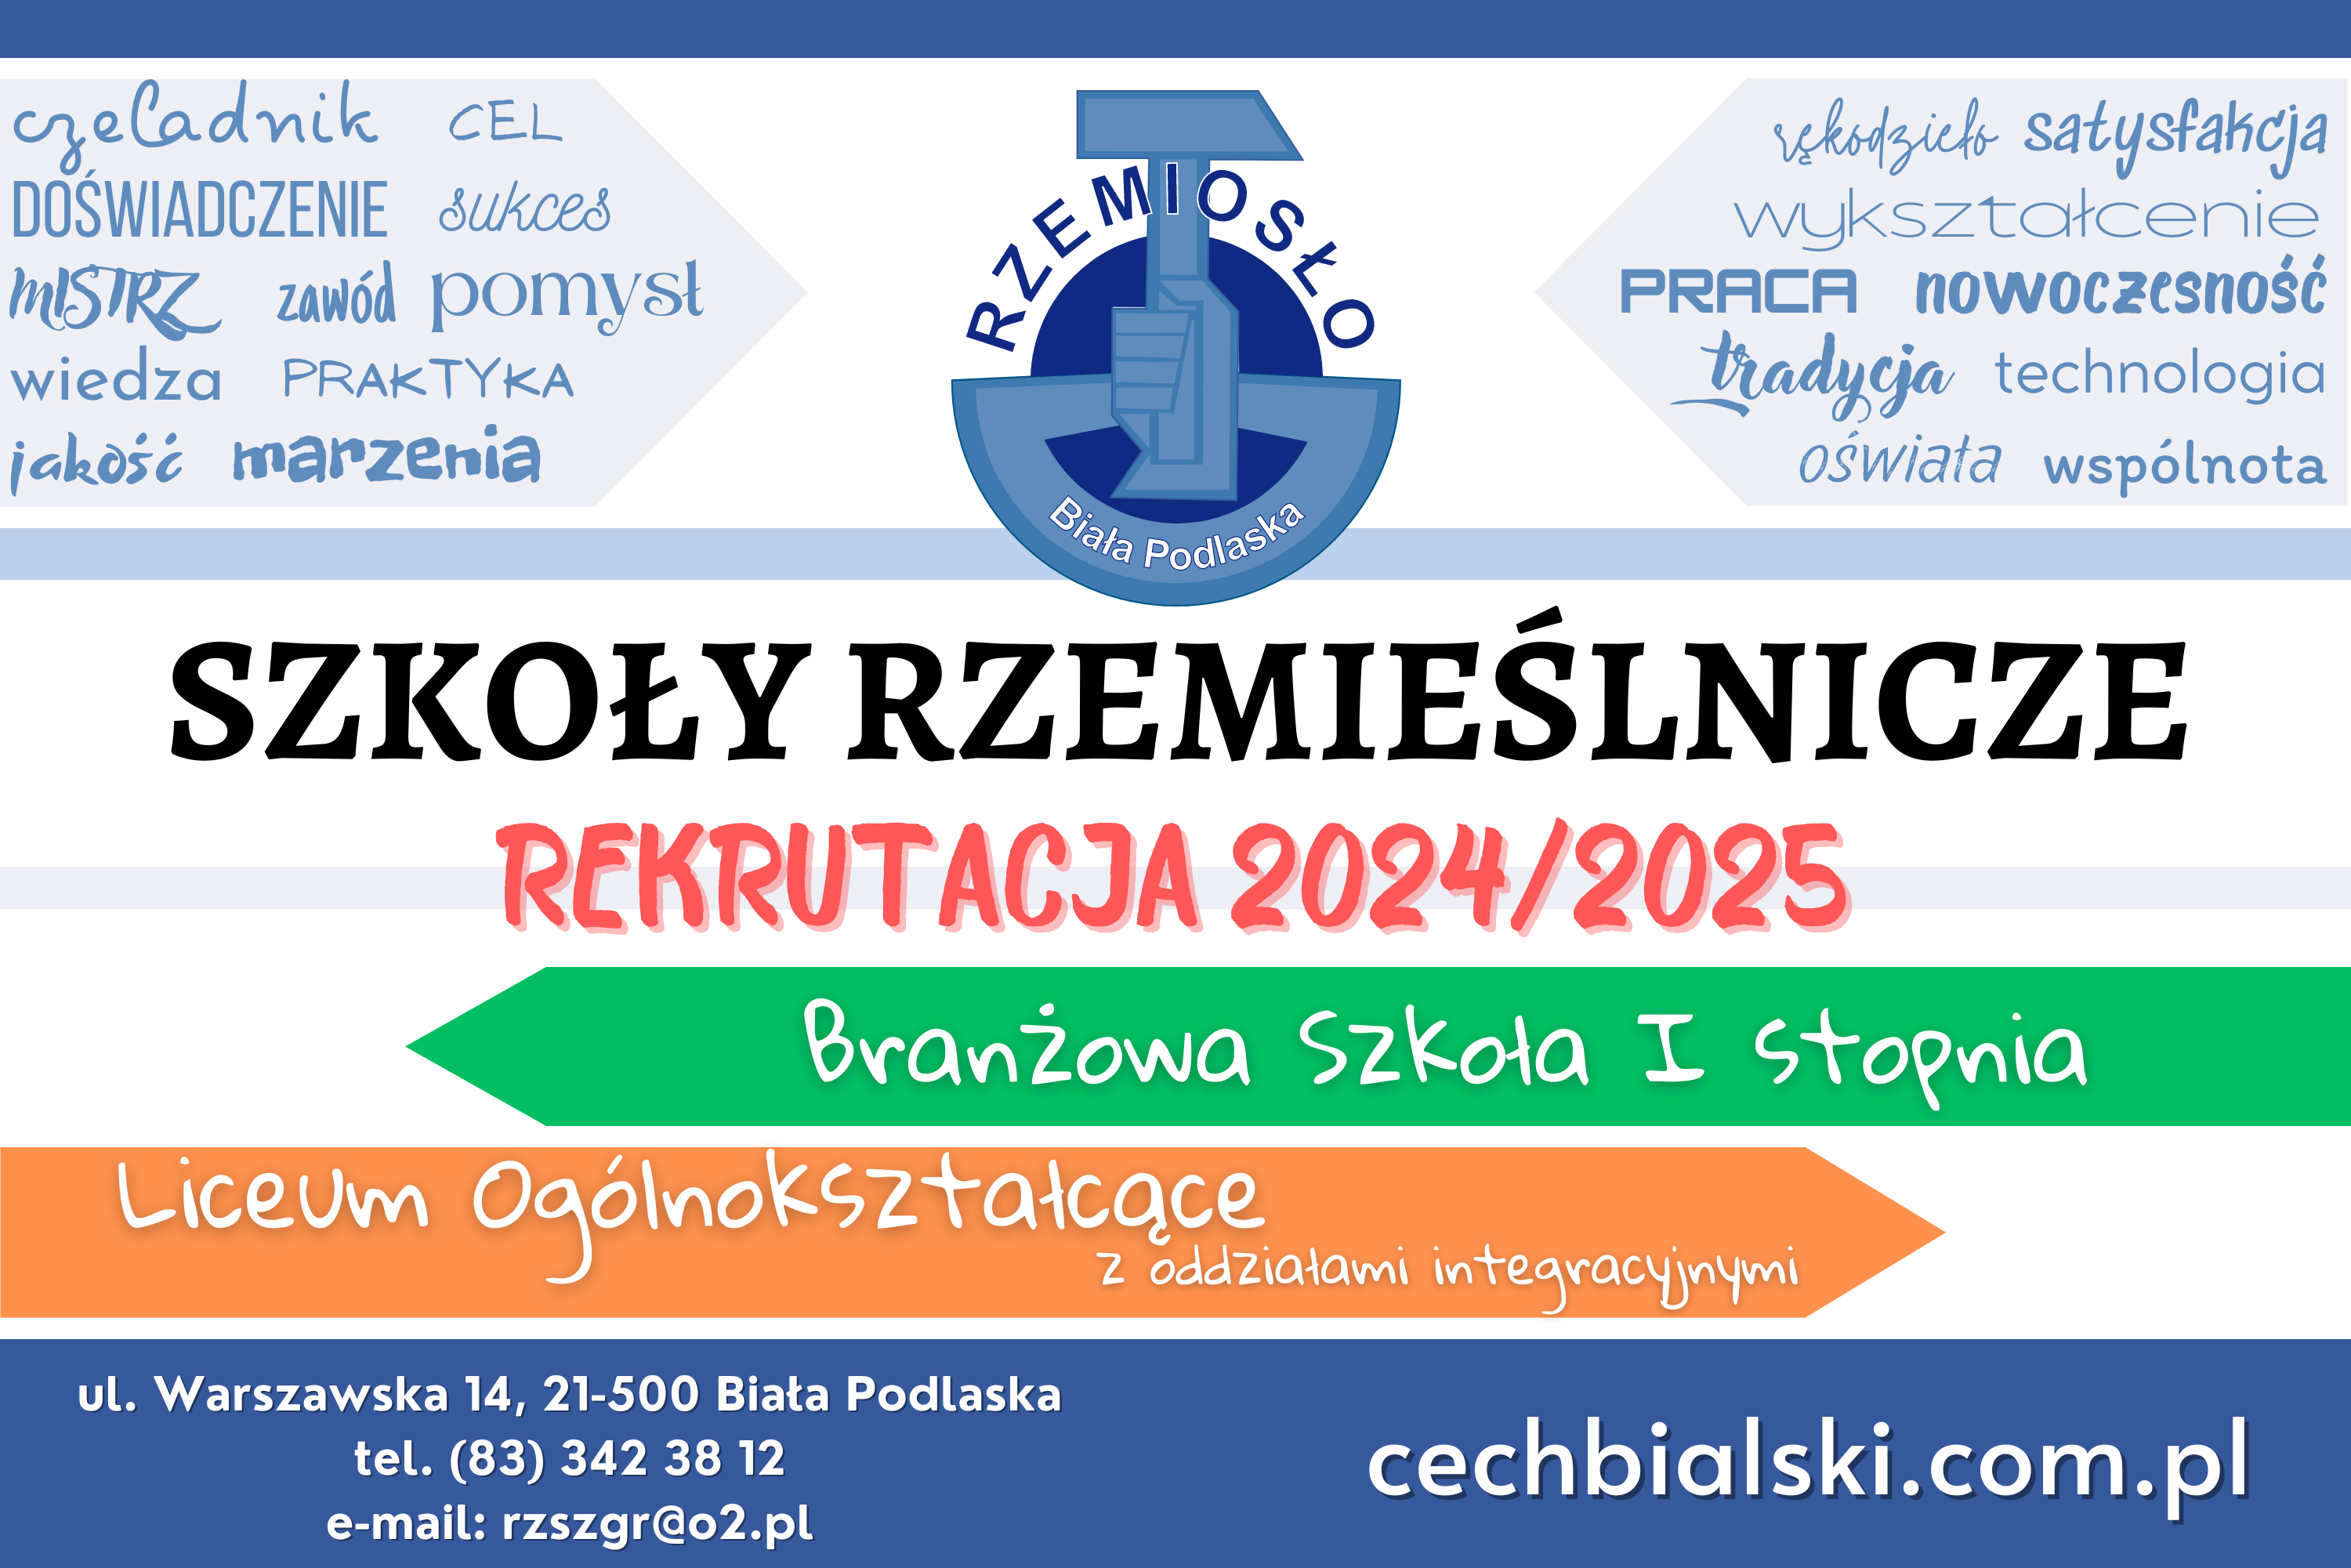 czeladnik CEL
DOŚWIADCZENIE sukces
MISTRZ zawód pomysł
wiedza PRAKTYKA
jakość marzenia
RZEMIOSŁO
Biała Podlaska
rękodzieło satysfakcja
wykształcenie
PRACA nowoczesność
tradycja technologia
oświata wspólnota
SZKOŁY RZEMIEŚLNICZE
REKRUTACJA 2024/2025
Branżowa Szkoła I stopnia
Liceum Ogólnokształcące
z oddziałami integracyjnymi
ul. Warszawska 14, 21-500 Biała Podlaska
tel. (83) 342 38 12
e-mail: rzszgr@o2.pl
cechbialski.com.pl